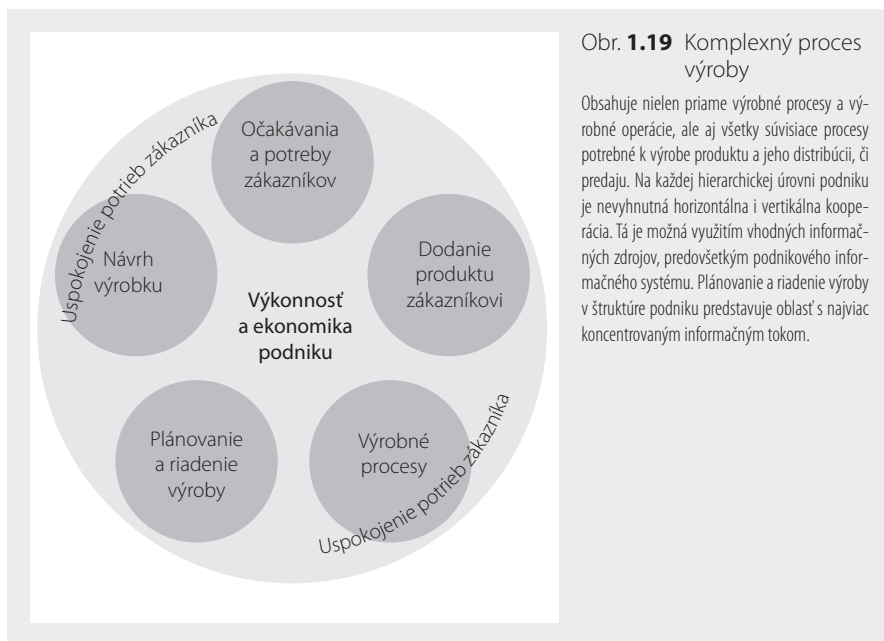 Obr. 1.19 Komplexný proces
výroby
Obsahuje nielen priame výrobné procesy a vý-
robné operácie, ale aj všetky súvisiace procesy
potrebné k výrobe produktu a jeho distribúcii, či
predaju. Na každej hierarchickej úrovni podniku
je nevyhnutná horizontálna i vertikálna koope-
rácia. Tá je možná využitím vhodných informač-
ných zdrojov, predovšetkým podnikového infor-
mačného systému. Plánovanie a riadenie výroby
v štruktúre podniku predstavuje oblasť s najviac
koncentrovaným informačným tokom.
Uspokojenie potrieb zákazníka
Očakávania
a potreby
zákazníkov
Návrh
výrobku
Dodanie
produktu
zákazníkovi
Výkonnosť
a ekonomika
podniku
Plánovanie
a riadenie
výroby
Výrobné
procesy
Uspokojenie potrieb zákazníka